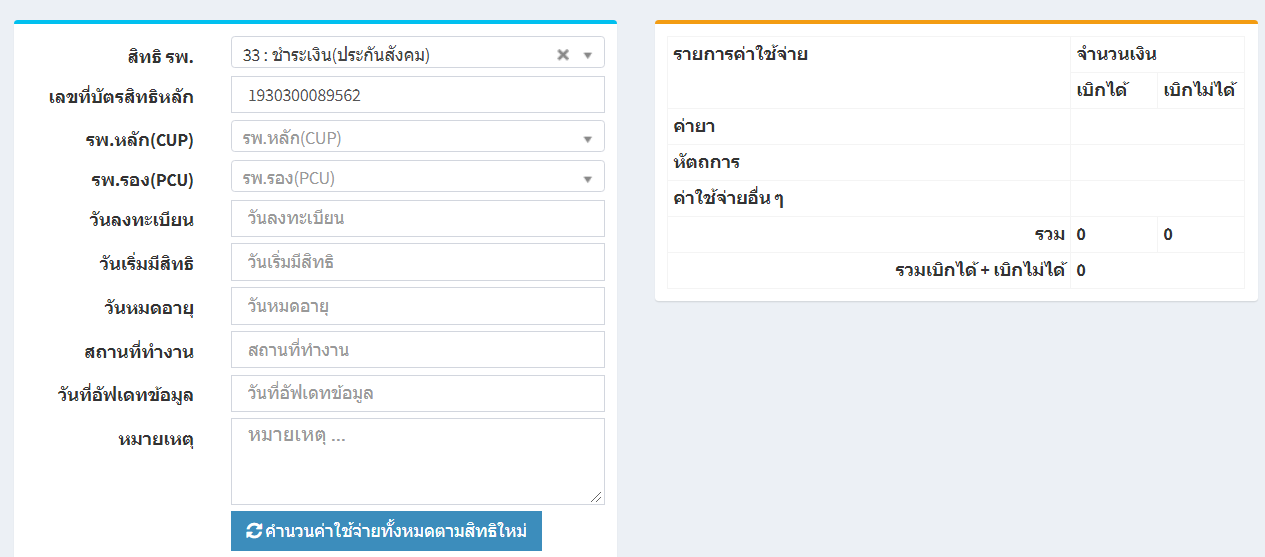 สิทธิ รพ.
33 : ชำระเงิน(ประกันสังคม)
เลขที่บัตรสิทธิหลัก
1930300089562
รพ.หลัก(CUP)
รพ.หลัก(CUP)
รพ.รอง(PCU)
รพ.รอง(PCU)
วันลงทะเบียน
วันลงทะเบียน
วันเริ่มมีสิทธิ
วันเริ่มมีสิทธิ
วันหมดอายุ
วันหมดอายุ
สถานที่ทำงาน
สถานที่ทำงาน
วันที่อัฟเดทข้อมูล
วันที่อัฟเดทข้อมูล
หมายเหตุ
หมายเหตุ ...
คำนวนค่าใช้จ่ายทั้งหมดตามสิทธิใหม่
รายการค่าใช้จ่าย
จำนวนเงิน
เบิกได้
เบิกไม่ได้
ค่ายา
หัตถการ
ค่าใช้จ่ายอื่น ๆ
รวม
0
0
รวมเบิกได้ + เบิกไม่ได้
0